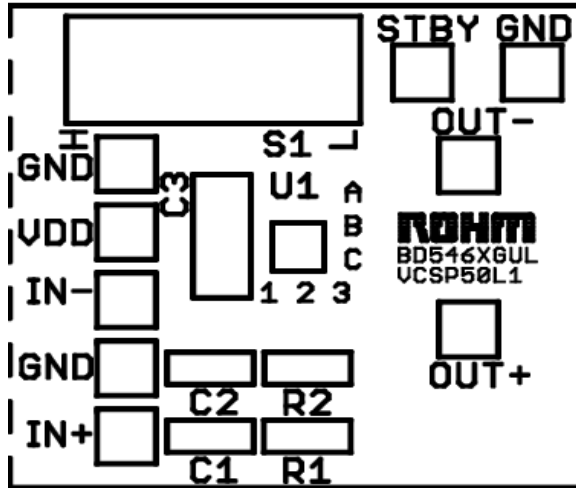 STBY GND
H S1 L
OUT-
GND
C3
U1
A
B
C
VDD
ROHM
BD546XGUL
VCSP50L1
IN-
1 2 3
GND
OUT+
C2 R2
IN+
C1 R1